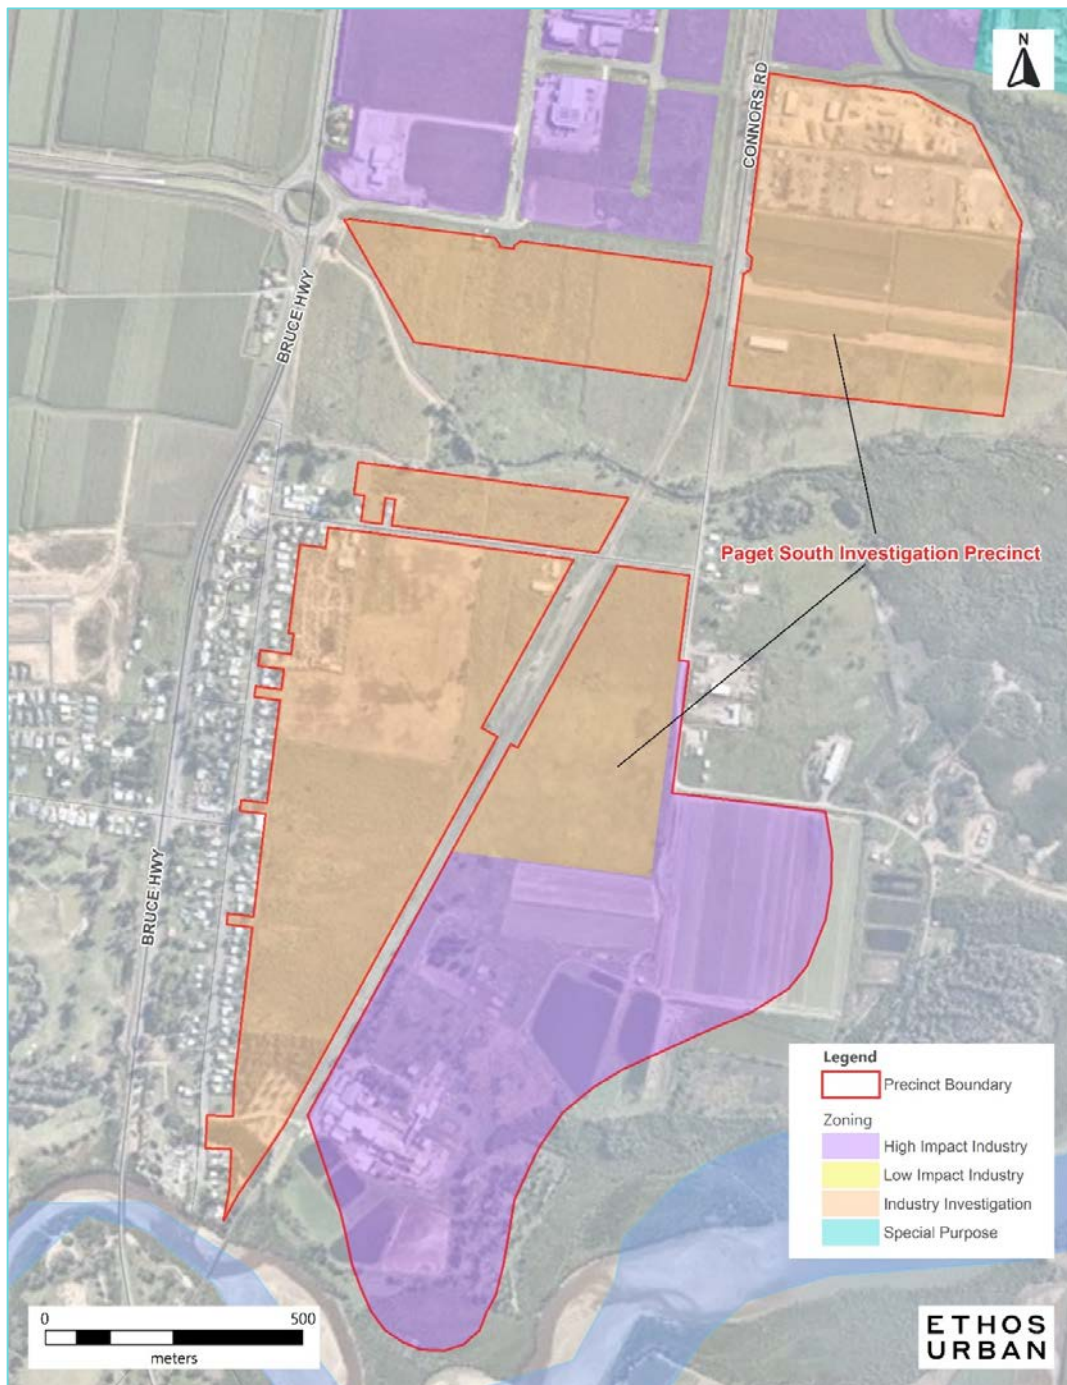 N
CONNORS RD
BRUCE HWY
Paget South Investigation Precinct
BRUCE HWY
Legend
Precinct Boundary
Zoning
High Impact Industry
Low Impact Industry
Industry Investigation
Special Purpose
0 500
meters
ETHOS
URBAN